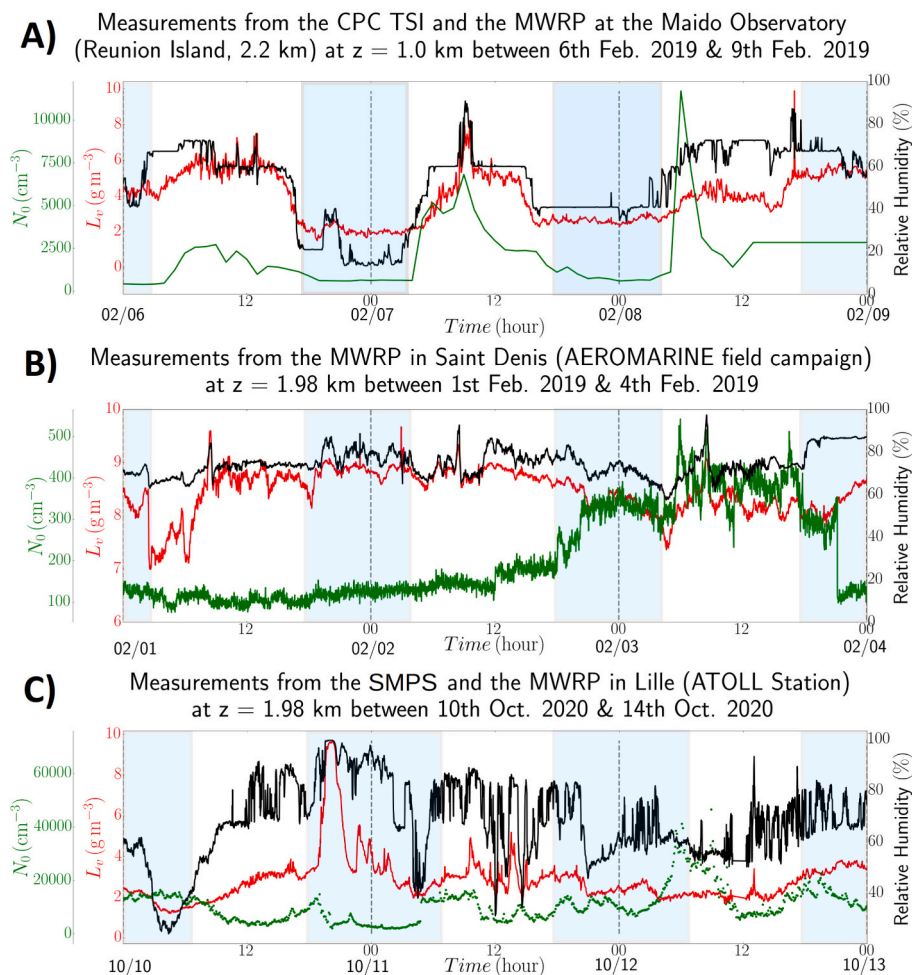 A) Measurements from the CPC TSI and the MWRP at the Maido Observatory
(Reunion Island, 2.2 km) at z = 1.0 km between 6th Feb. 2019 & 9th Feb. 2019
N₀ (cm⁻³)
10000
7500
5000
2500
0
L_v (g m⁻³)
10
8
6
4
2
0
Relative Humidity (%)
100
80
60
40
20
0
12 00 12 00 12 00
02/06 02/07 02/08 02/09
Time (hour)
B) Measurements from the MWRP in Saint Denis (AEROMARINE field campaign)
at z = 1.98 km between 1st Feb. 2019 & 4th Feb. 2019
N₀ (cm⁻³)
500
400
300
200
100
L_v (g m⁻³)
10
9
8
7
6
Relative Humidity (%)
100
80
60
40
20
0
12 00 12 00 12 00
02/01 02/02 02/03 02/04
Time (hour)
C) Measurements from the SMPS and the MWRP in Lille (ATOLL Station)
at z = 1.98 km between 10th Oct. 2020 & 14th Oct. 2020
N₀ (cm⁻³)
60000
40000
20000
0
L_v (g m⁻³)
10
8
6
4
2
0
Relative Humidity (%)
100
80
60
40
12 00 12 00 12 00
10/10 10/11 10/12 10/13
Time (hour)